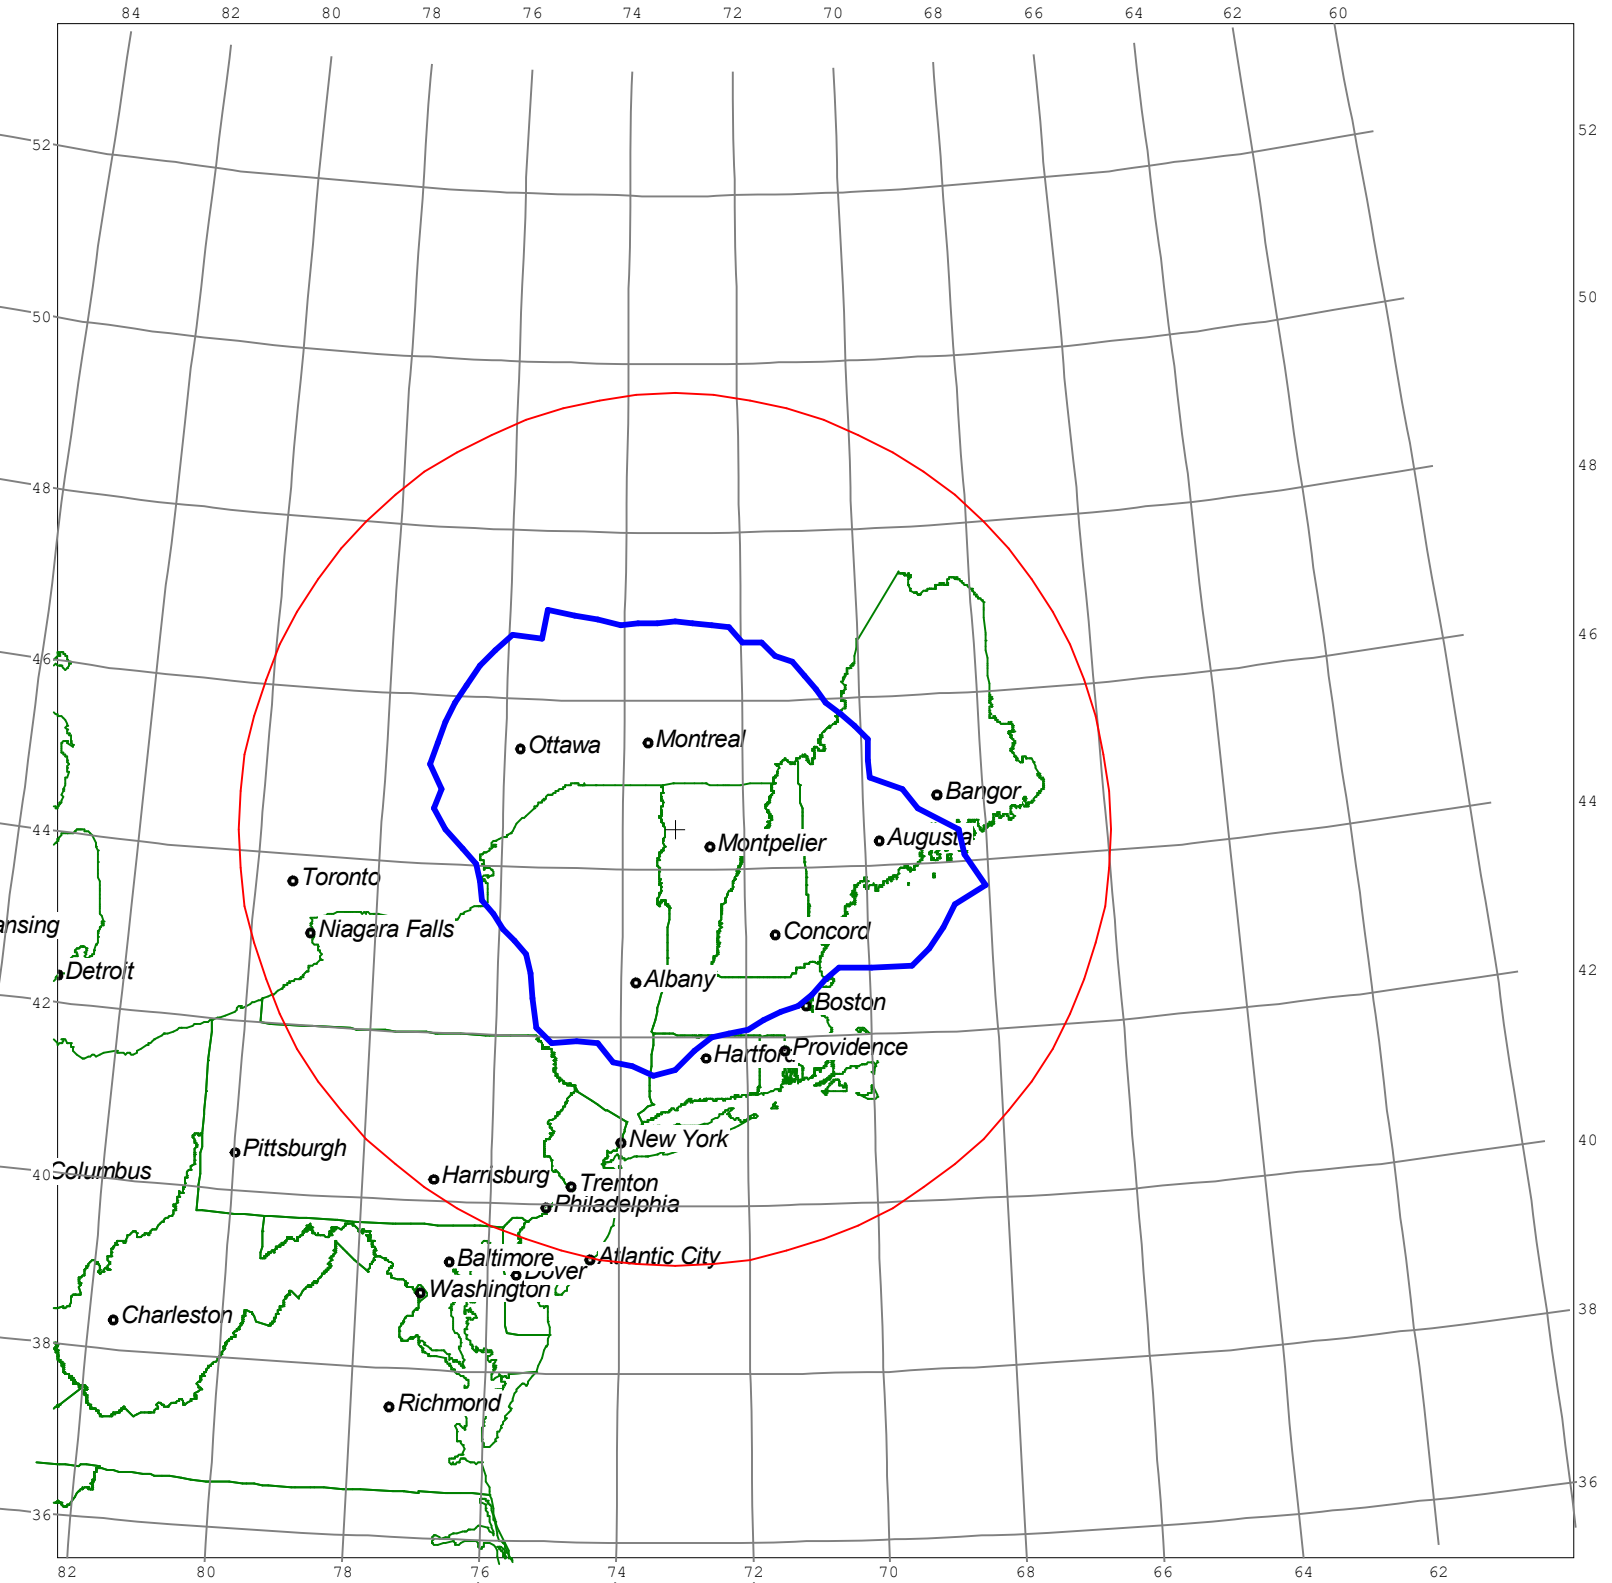 84 82 80 78 76 74 72 70 68 66 64 62 60
52 52
50 50
48 48
46 46
Ottawa Montreal
Bangor
44 44
Montpelier Augusta
Toronto
ansing Niagara Falls Concord
Detroit Albany 42
42 Boston
Hartford Providence
Pittsburgh New York 40
Columbus Harrisburg Trenton
40
Philadelphia
Baltimore Atlantic City
Dover
Washington
Charleston 38
38
Richmond
36
36
82 80 78 76 74 72 70 68 66 64 62